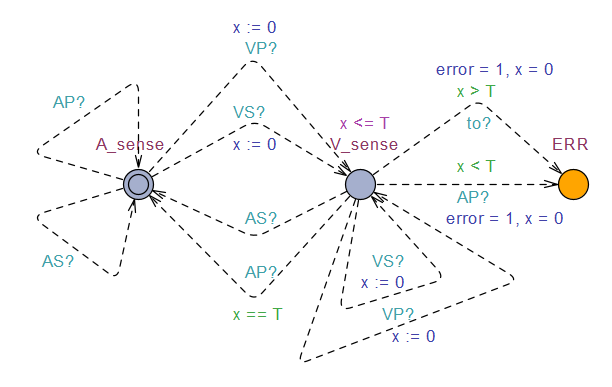 x := 0
VP?
error = 1, x = 0
x > T
AP?
VS?
x <= T
to?
A_sense
x := 0
V_sense
ERR
x < T
AP?
AS?
error = 1, x = 0
AS?
AP?
VS?
x := 0
x == T
VP?
x := 0